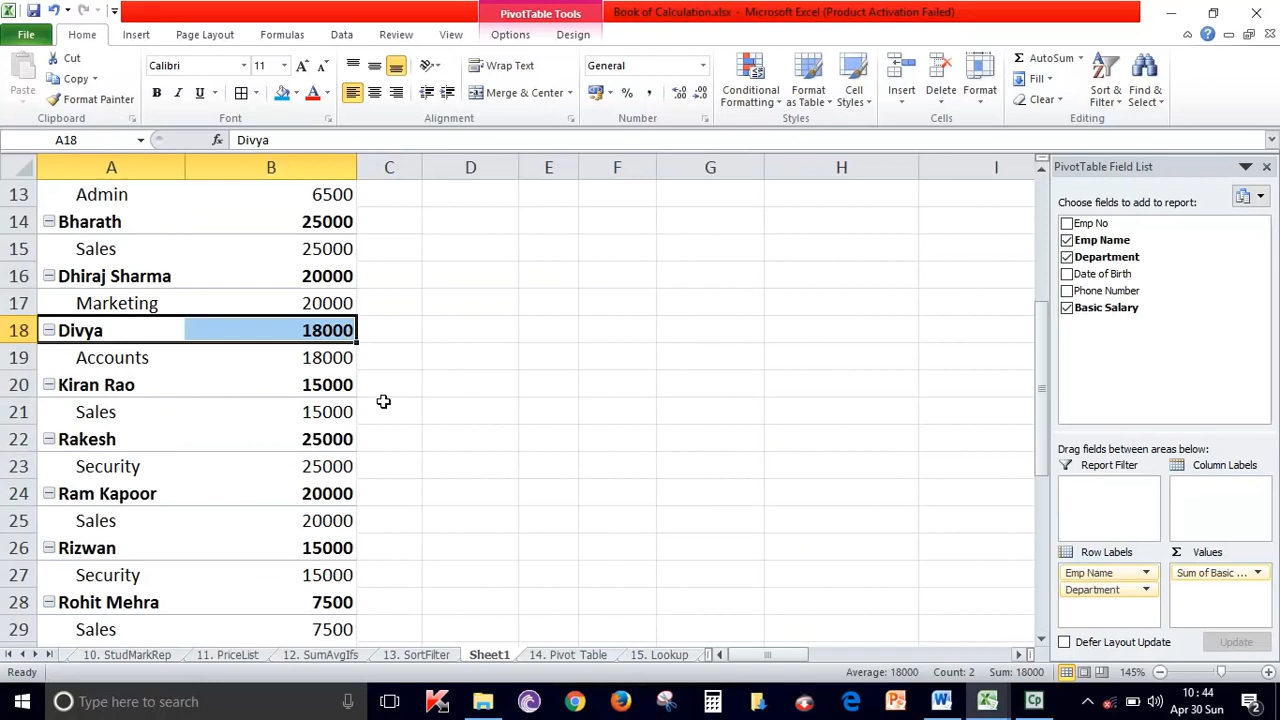 PivotTable Tools
Book of Calculation.xlsx - Microsoft Excel (Product Activation Failed)
File Home Insert Page Layout Formulas Data Review View Options Design
Paste
Cut
Copy
Format Painter
Clipboard
Calibri 11 A A
B I U A
Font
Wrap Text
Merge & Center
Alignment
General
% ,
Number
Conditional Formatting
Format as Table
Cell Styles
Styles
Insert
Delete
Format
Cells
Σ AutoSum
Fill
Clear
Sort & Filter
Find & Select
Editing
A18 fx Divya
A B C D E F G H I
13 Admin 6500
14 Bharath 25000
15 Sales 25000
16 Dhiraj Sharma 20000
17 Marketing 20000
18 Divya 18000
19 Accounts 18000
20 Kiran Rao 15000
21 Sales 15000
22 Rakesh 25000
23 Security 25000
24 Ram Kapoor 20000
25 Sales 20000
26 Rizwan 15000
27 Security 15000
28 Rohit Mehra 7500
29 Sales 7500
PivotTable Field List
Choose fields to add to report:
Emp No
Emp Name
Department
Date of Birth
Phone Number
Basic Salary
Drag fields between areas below:
Report Filter Column Labels
Row Labels Σ Values
Emp Name Sum of Basic ...
Department
Defer Layout Update Update
10. StudMarkRep 11. PriceList 12. SumAvgIfs 13. SortFilter Sheet1 14. Pivot Table 15. Lookup
Ready Average: 18000 Count: 2 Sum: 18000 145%
Type here to search
10:44
Apr 30 Sun